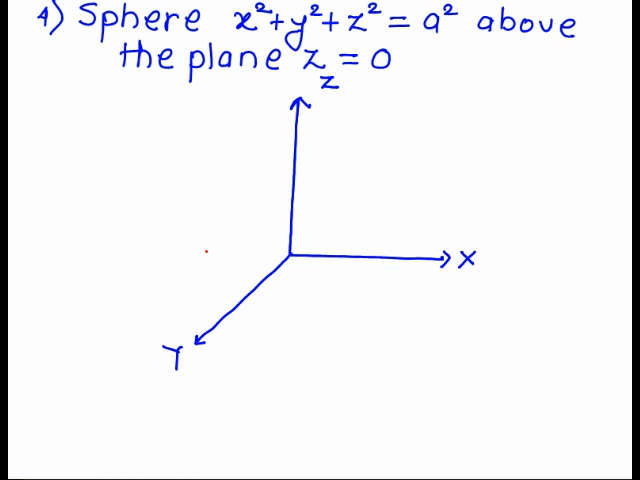 4) Sphere x²+y²+z² = a² above
the plane z = 0
z
X
Y